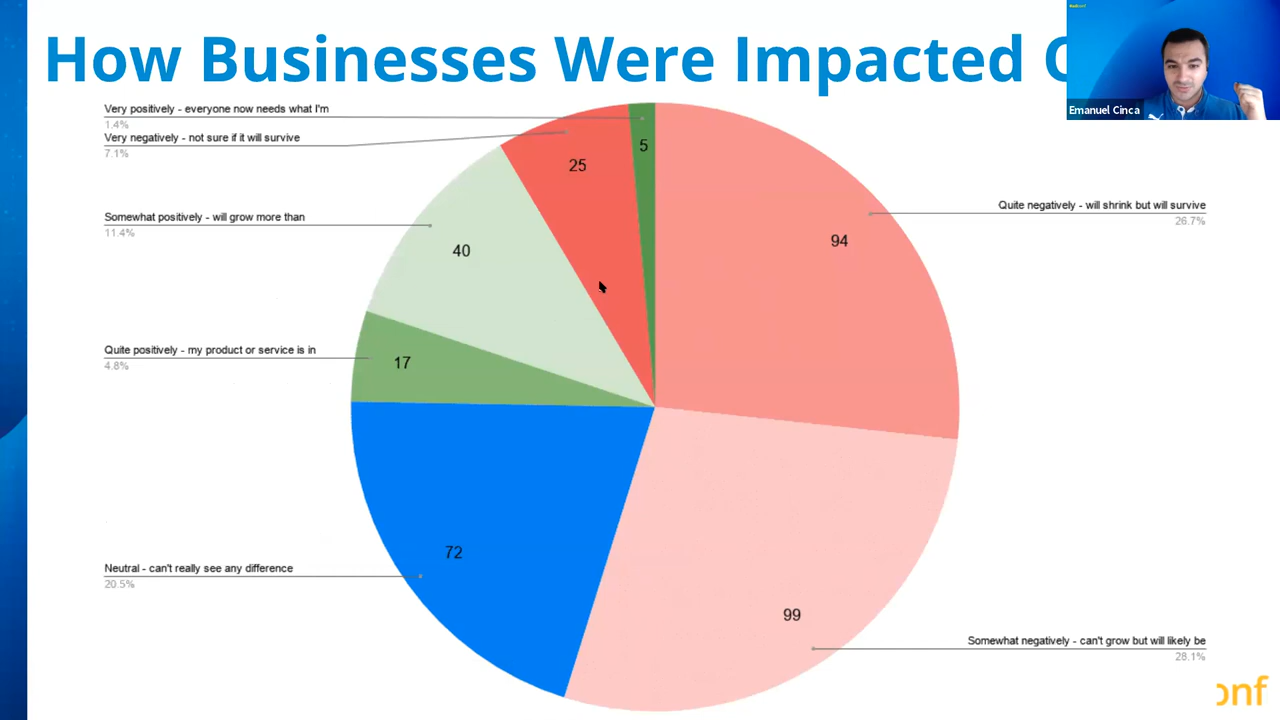 How Businesses Were Impacted
Emanuel Cinca
Very positively - everyone now needs what I'm
1.4%
Very negatively - not sure if it will survive
7.1%
Somewhat positively - will grow more than
11.4%
Quite positively - my product or service is in
4.8%
Neutral - can't really see any difference
20.5%
Quite negatively - will shrink but will survive
26.7%
Somewhat negatively - can't grow but will likely be
28.1%
5
25
94
40
17
72
99
onf